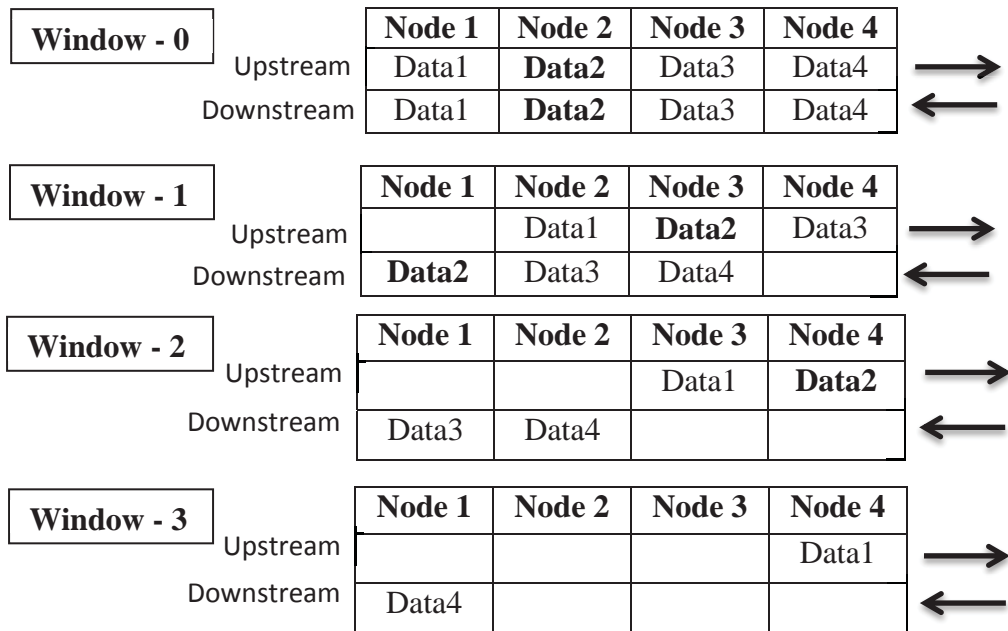 Window - 0
Node 1 Node 2 Node 3 Node 4
Upstream Data1 Data2 Data3 Data4
Downstream Data1 Data2 Data3 Data4
Window - 1
Node 1 Node 2 Node 3 Node 4
Upstream Data1 Data2 Data3
Downstream Data2 Data3 Data4
Window - 2
Node 1 Node 2 Node 3 Node 4
Upstream Data1 Data2
Downstream Data3 Data4
Window - 3
Node 1 Node 2 Node 3 Node 4
Upstream Data1
Downstream Data4